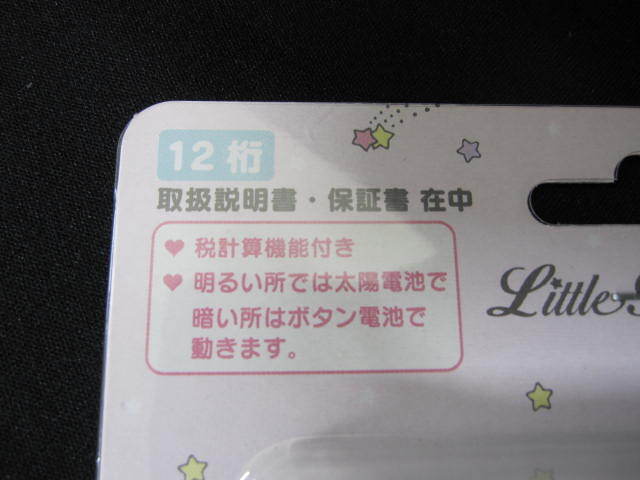 12桁
取扱説明書・保証書 在中
♥ 税計算機能付き
♥ 明るい所では太陽電池で
暗い所はボタン電池で
動きます。
Little